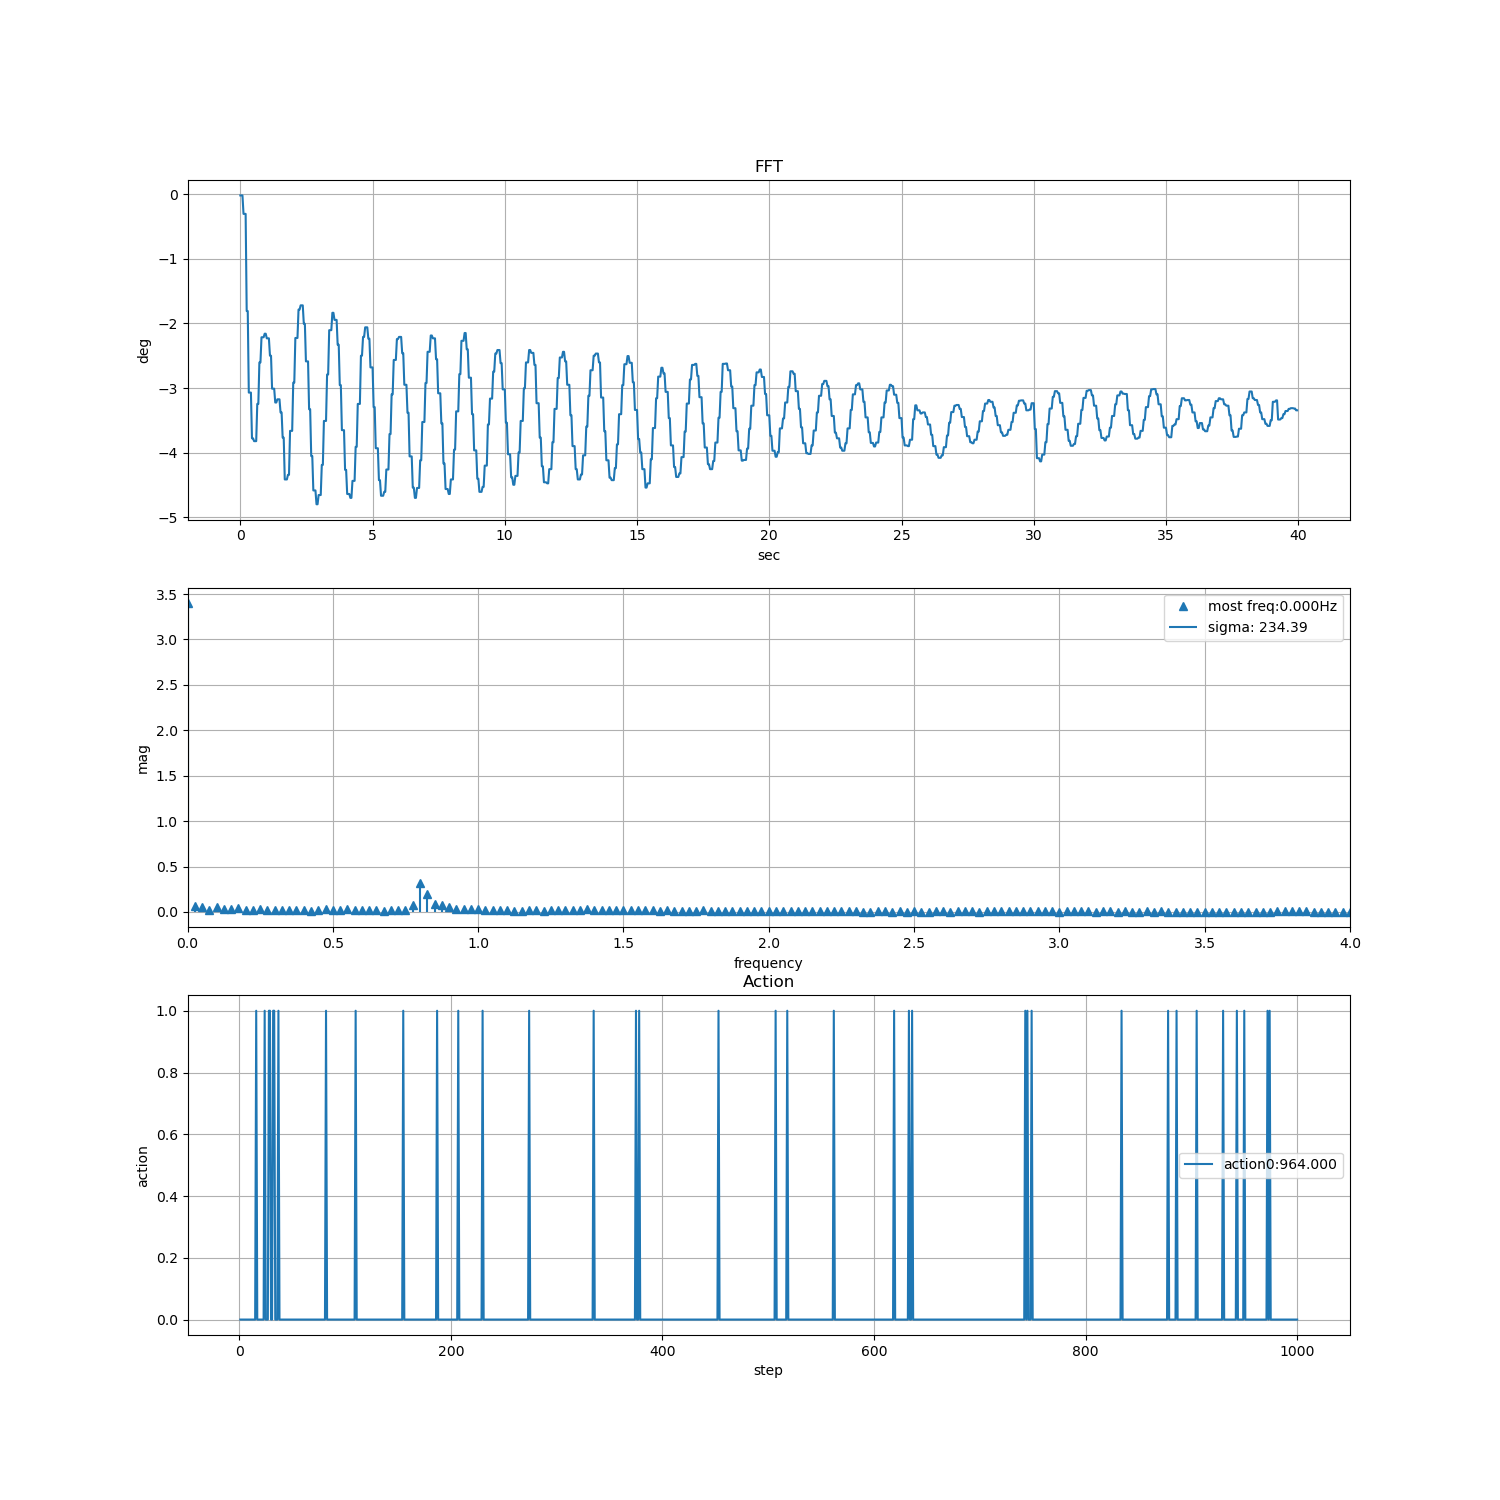 FFT
0
−1
−2
−3
−4
−5
deg
0 5 10 15 20 25 30 35 40
sec
3.5
3.0
2.5
2.0
1.5
1.0
0.5
0.0
mag
most freq:0.000Hz
sigma: 234.39
0.0 0.5 1.0 1.5 2.0 2.5 3.0 3.5 4.0
frequency
Action
1.0
0.8
0.6
0.4
0.2
0.0
action
action0:964.000
0 200 400 600 800 1000
step